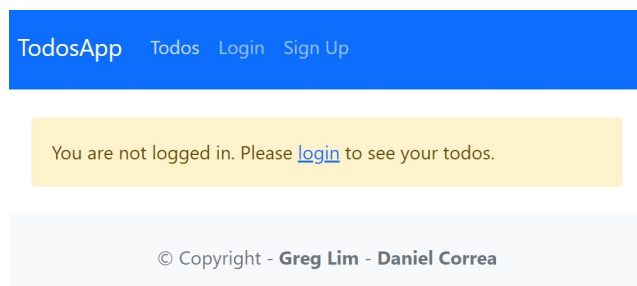 TodosApp Todos Login Sign Up
You are not logged in. Please login to see your todos.
© Copyright - Greg Lim - Daniel Correa